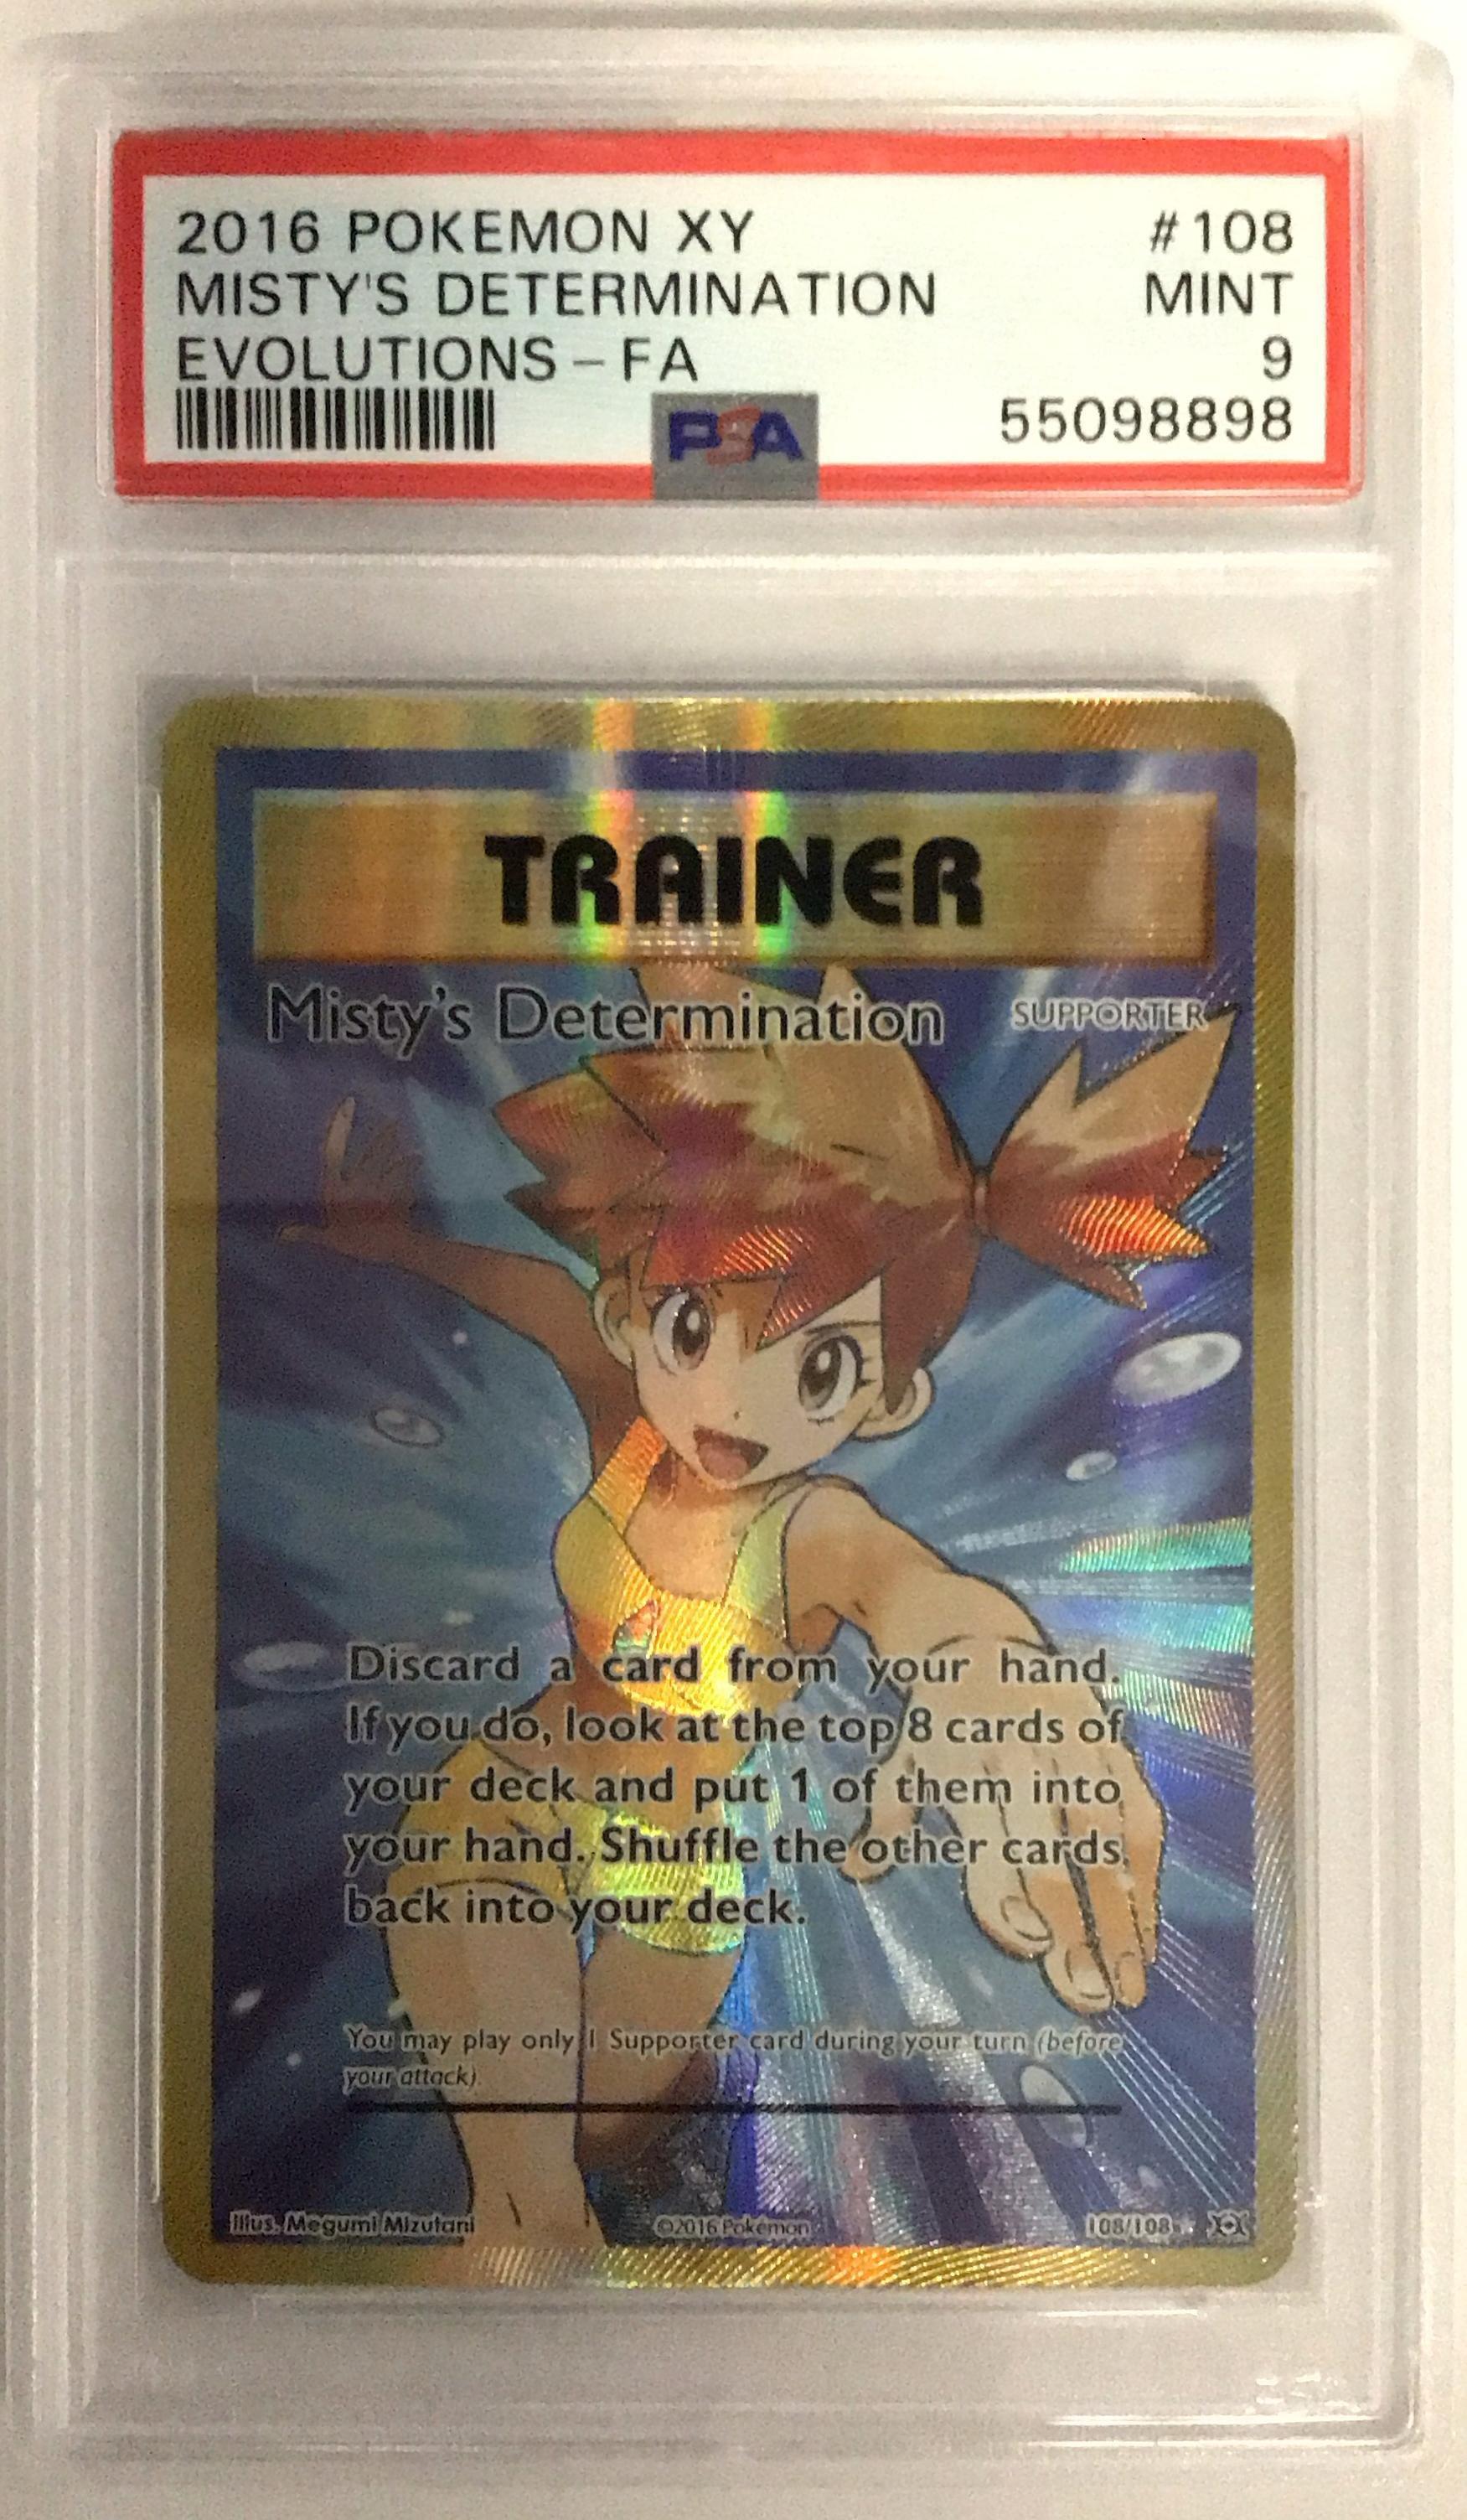 2016 POKEMON XY #108
MISTY'S DETERMINATION MINT
EVOLUTIONS - FA 9
PSA 55098898
TRAINER
Misty's Determination SUPPORTER
Discard a card from your hand.
If you do, look at the top 8 cards of
your deck and put 1 of them into
your hand. Shuffle the other cards
back into your deck.
You may play only 1 Supporter card during your turn (before
your attack).
Illus. Megumi Mizutani ©2016 Pokémon 108/108